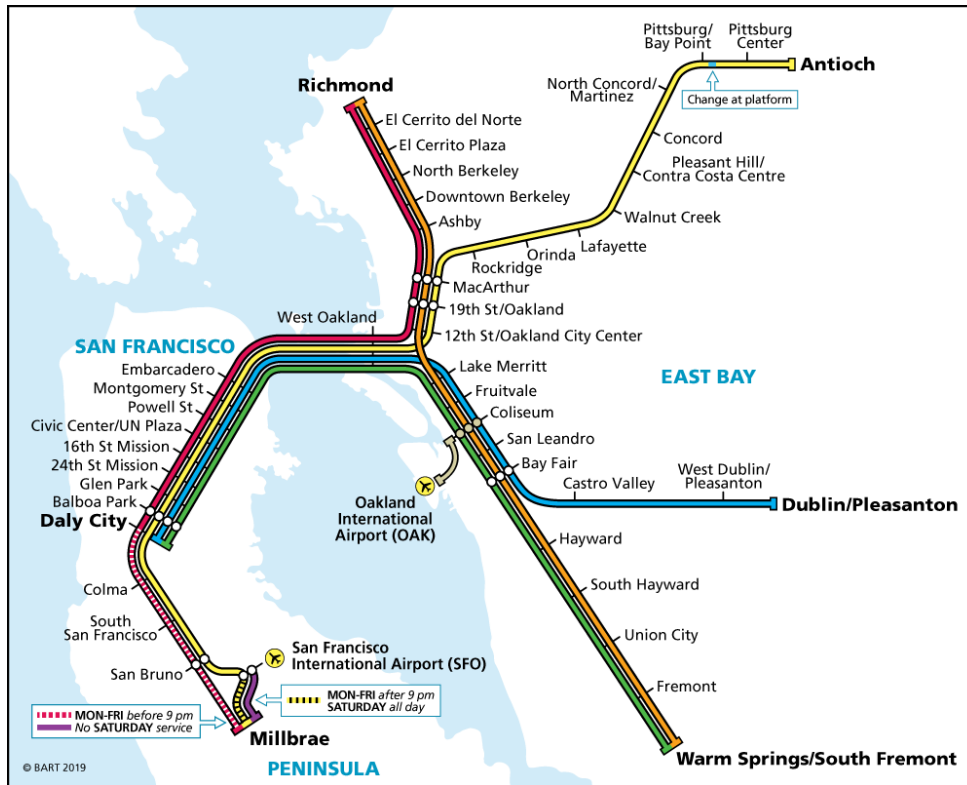 Pittsburg/
Bay Point
Pittsburg
Center
Antioch
North Concord/
Martinez
Change at platform
Richmond
El Cerrito del Norte
El Cerrito Plaza
North Berkeley
Downtown Berkeley
Ashby
Concord
Pleasant Hill/
Contra Costa Centre
Walnut Creek
Lafayette
Orinda
Rockridge
MacArthur
19th St/Oakland
12th St/Oakland City Center
West Oakland
SAN FRANCISCO
Embarcadero
Montgomery St
Powell St
Civic Center/UN Plaza
16th St Mission
24th St Mission
Glen Park
Balboa Park
Daly City
Lake Merritt
Fruitvale
Coliseum
San Leandro
Bay Fair
EAST BAY
Castro Valley
West Dublin/
Pleasanton
Dublin/Pleasanton
Oakland
International
Airport (OAK)
Hayward
South Hayward
Union City
Fremont
Warm Springs/South Fremont
Colma
South
San Francisco
San Bruno
San Francisco
International Airport (SFO)
MON-FRI after 9 pm
SATURDAY all day
MON-FRI before 9 pm
No SATURDAY service
Millbrae
PENINSULA
© BART 2019